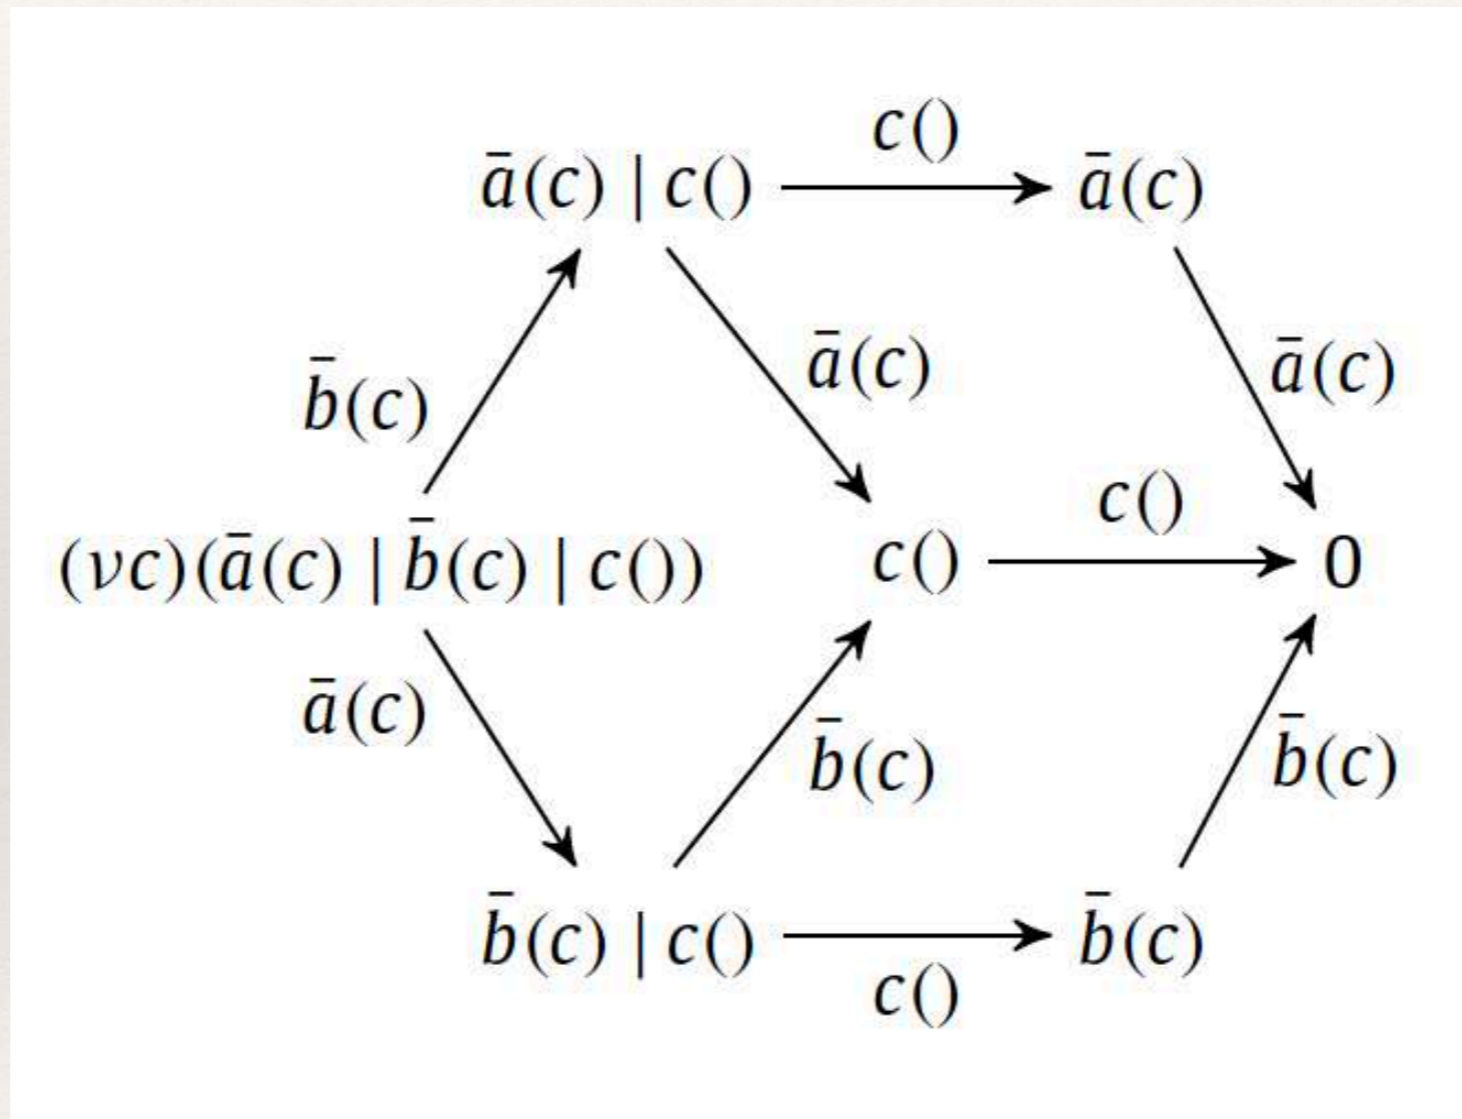 c()
ā(c) | c() ā(c)
b̄(c) ā(c) ā(c)
c()
(νc)(ā(c) | b̄(c) | c()) c() 0
ā(c) b̄(c) b̄(c)
b̄(c) | c() b̄(c)
c()